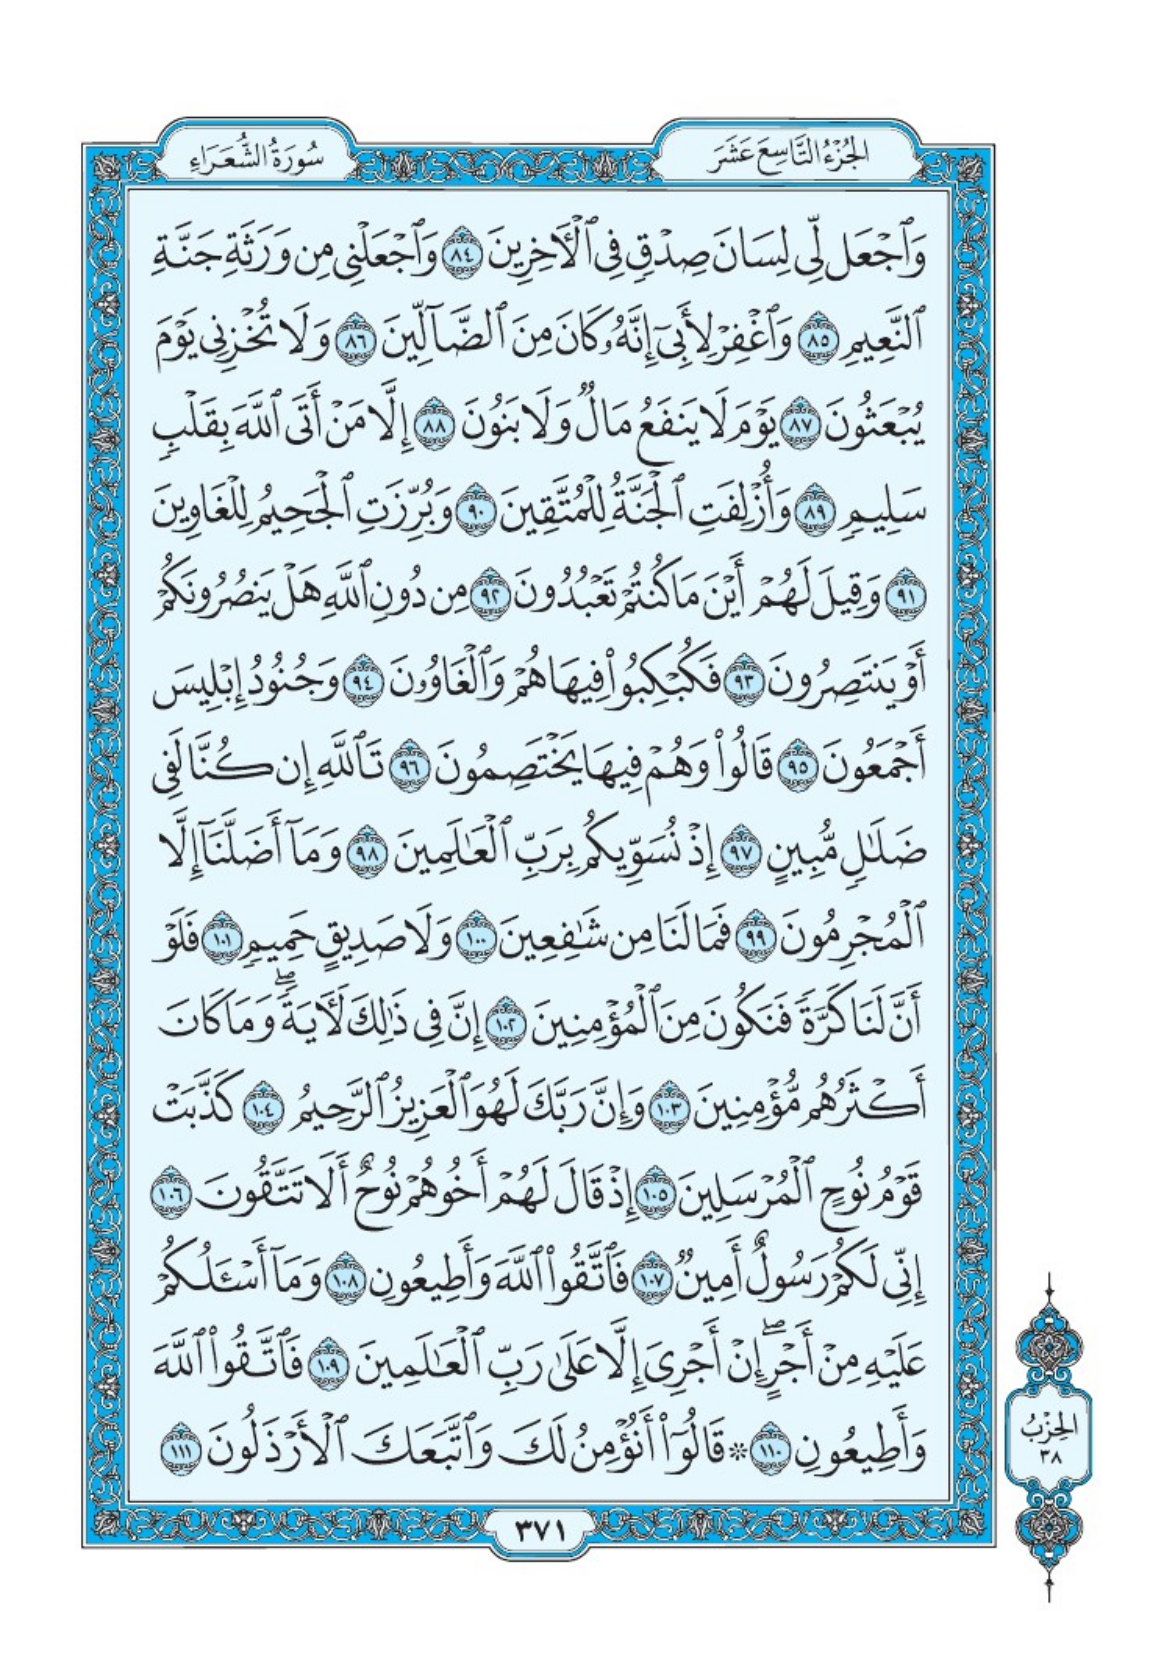 الجُزْءُ التَّاسِعَ عَشَرَ
سُورَةُ الشُّعَرَاءِ
وَٱجْعَل لِّي لِسَانَ صِدْقٖ فِي ٱلْأٓخِرِينَ ٨٤ وَٱجْعَلْنِي مِن وَرَثَةِ جَنَّةِ
ٱلنَّعِيمِ ٨٥ وَٱغْفِرْ لِأَبِيٓ إِنَّهُۥ كَانَ مِنَ ٱلضَّآلِّينَ ٨٦ وَلَا تُخْزِنِي يَوْمَ
يُبْعَثُونَ ٨٧ يَوْمَ لَا يَنفَعُ مَالٞ وَلَا بَنُونَ ٨٨ إِلَّا مَنْ أَتَى ٱللَّهَ بِقَلْبٖ
سَلِيمٖ ٨٩ وَأُزْلِفَتِ ٱلْجَنَّةُ لِلْمُتَّقِينَ ٩٠ وَبُرِّزَتِ ٱلْجَحِيمُ لِلْغَاوِينَ
٩١ وَقِيلَ لَهُمْ أَيْنَ مَا كُنتُمْ تَعْبُدُونَ ٩٢ مِن دُونِ ٱللَّهِ هَلْ يَنصُرُونَكُمْ
أَوْ يَنتَصِرُونَ ٩٣ فَكُبْكِبُوا۟ فِيهَا هُمْ وَٱلْغَاوُۥنَ ٩٤ وَجُنُودُ إِبْلِيسَ
أَجْمَعُونَ ٩٥ قَالُوا۟ وَهُمْ فِيهَا يَخْتَصِمُونَ ٩٦ تَٱللَّهِ إِن كُنَّا لَفِي
ضَلَٰلٖ مُّبِينٍ ٩٧ إِذْ نُسَوِّيكُم بِرَبِّ ٱلْعَٰلَمِينَ ٩٨ وَمَآ أَضَلَّنَآ إِلَّا
ٱلْمُجْرِمُونَ ٩٩ فَمَا لَنَا مِن شَٰفِعِينَ ١٠٠ وَلَا صَدِيقٍ حَمِيمٖ ١٠١ فَلَوْ
أَنَّ لَنَا كَرَّةٗ فَنَكُونَ مِنَ ٱلْمُؤْمِنِينَ ١٠٢ إِنَّ فِي ذَٰلِكَ لَأٓيَةٗۖ وَمَا كَانَ
أَكْثَرُهُم مُّؤْمِنِينَ ١٠٣ وَإِنَّ رَبَّكَ لَهُوَ ٱلْعَزِيزُ ٱلرَّحِيمُ ١٠٤ كَذَّبَتْ
قَوْمُ نُوحٍ ٱلْمُرْسَلِينَ ١٠٥ إِذْ قَالَ لَهُمْ أَخُوهُمْ نُوحٌ أَلَا تَتَّقُونَ ١٠٦
إِنِّي لَكُمْ رَسُولٌ أَمِينٞ ١٠٧ فَٱتَّقُوا۟ ٱللَّهَ وَأَطِيعُونِ ١٠٨ وَمَآ أَسْـَٔلُكُمْ
عَلَيْهِ مِنْ أَجْرٍۖ إِنْ أَجْرِيَ إِلَّا عَلَىٰ رَبِّ ٱلْعَٰلَمِينَ ١٠٩ فَٱتَّقُوا۟ ٱللَّهَ
وَأَطِيعُونِ ١١٠ * قَالُوٓا۟ أَنُؤْمِنُ لَكَ وَٱتَّبَعَكَ ٱلْأَرْذَلُونَ ١١١
الحِزْبُ
٣٨
٣٧١